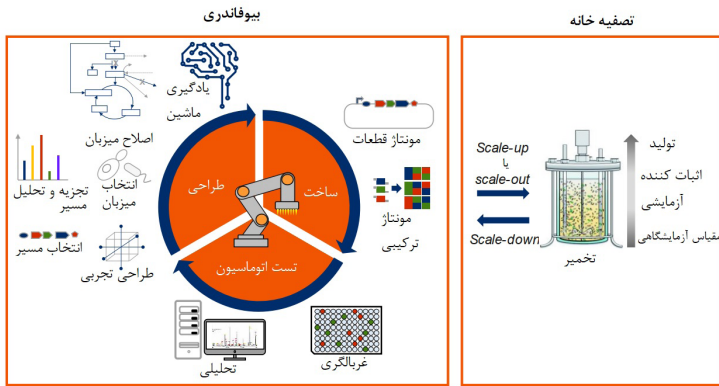 بیوفاندری
تصفیه خانه
یادگیری
ماشین
اصلاح میزبان
انتخاب
میزبان
تجزیه و تحلیل
مسیر
انتخاب مسیر
طراحی تجربی
طراحی
ساخت
تست اتوماسیون
مونتاژ قطعات
مونتاژ
ترکیبی
تحلیلی
غربالگری
Scale-up
یا
scale-out
Scale-down
تولید
اثبات کننده
آزمایشی
مقیاس آزمایشگاهی
تخمیر